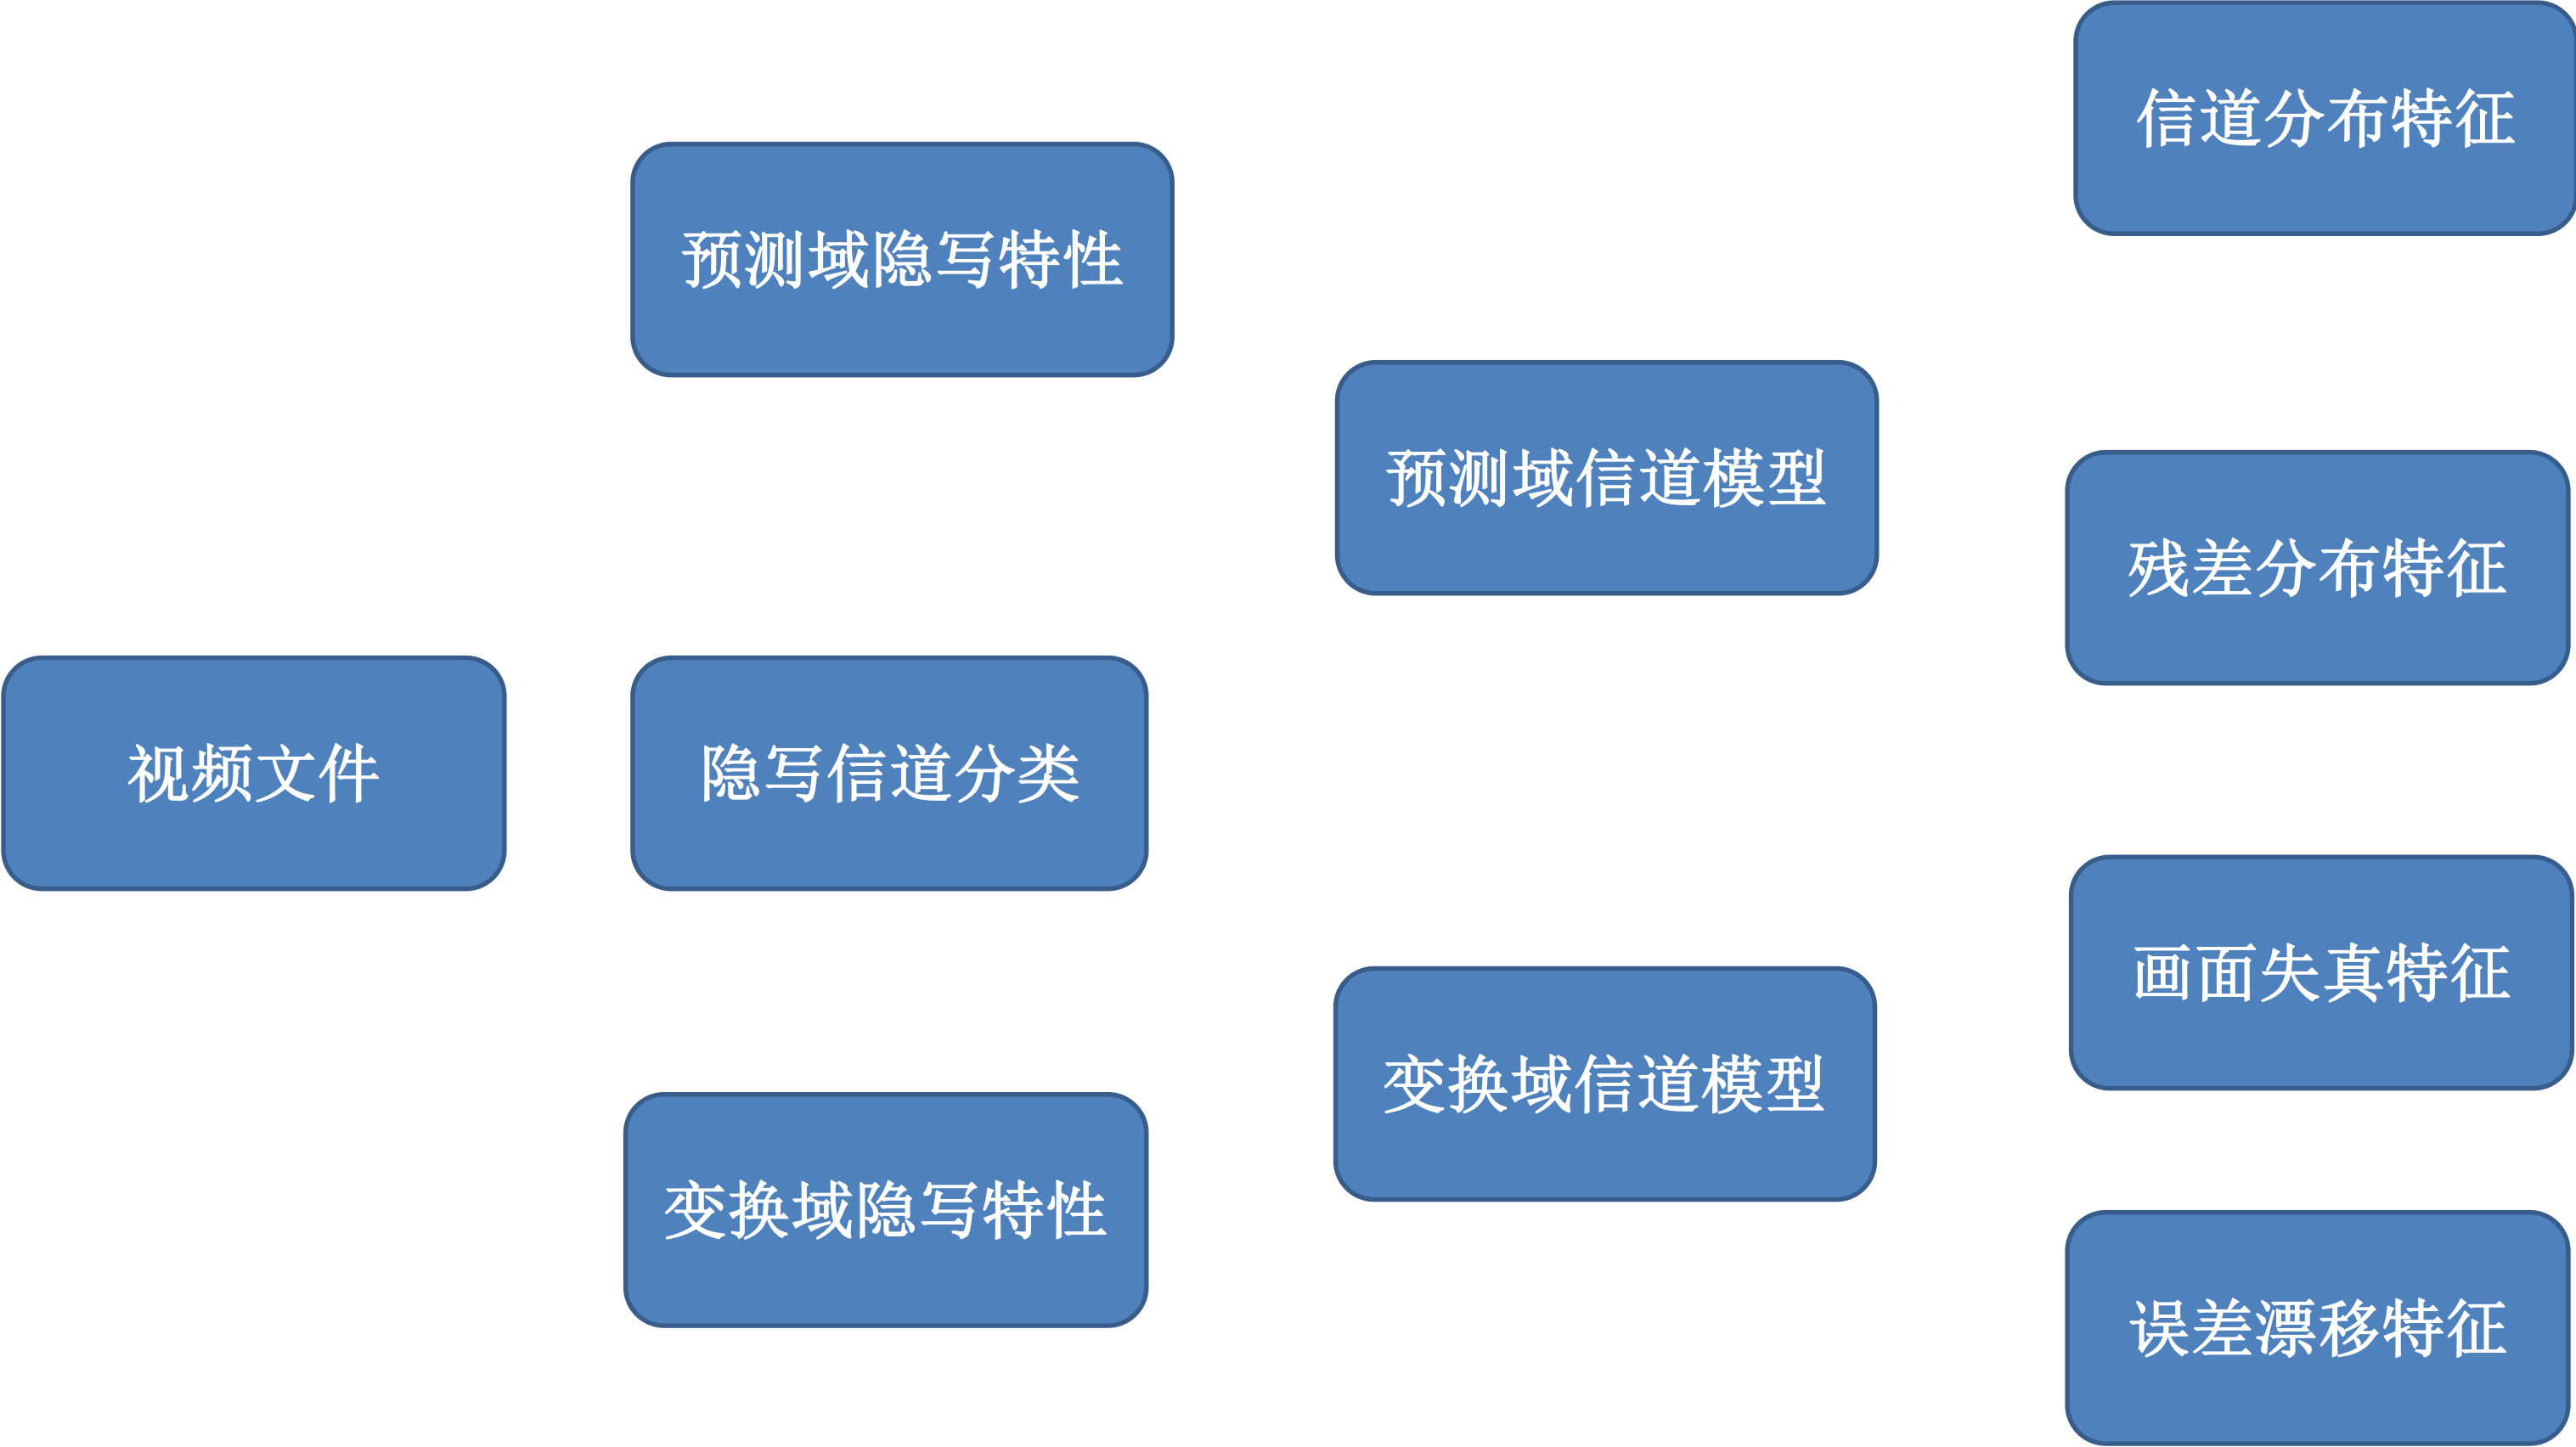 视频文件
预测域隐写特性
隐写信道分类
变换域隐写特性
预测域信道模型
变换域信道模型
信道分布特征
残差分布特征
画面失真特征
误差漂移特征